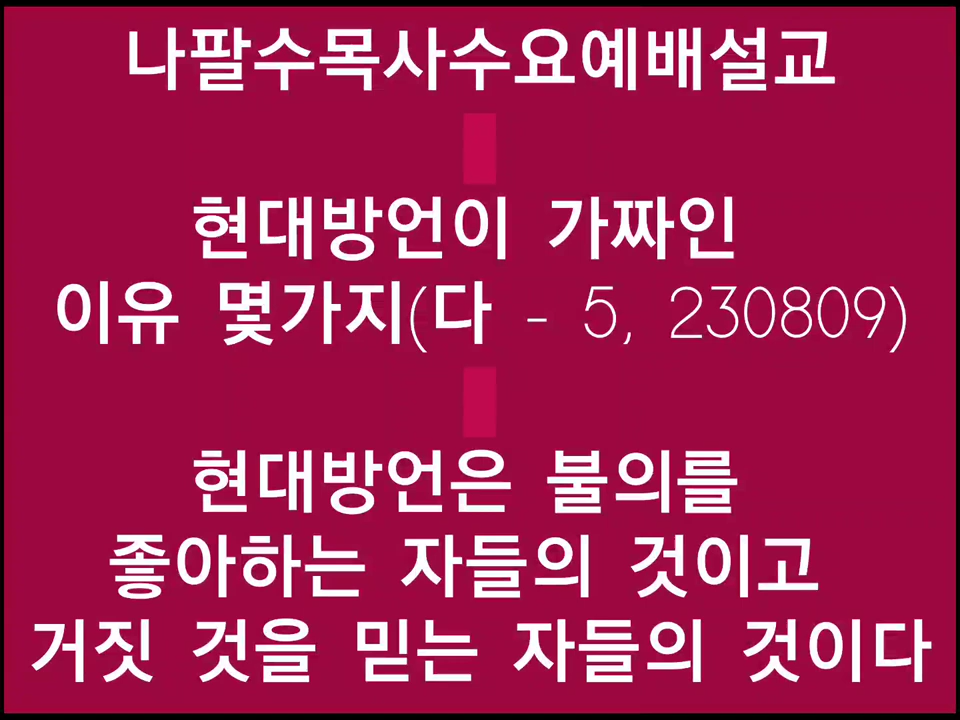 나팔수목사수요예배설교
현대방언이 가짜인
이유 몇가지(다 - 5, 230809)
현대방언은 불의를
좋아하는 자들의 것이고
거짓 것을 믿는 자들의 것이다